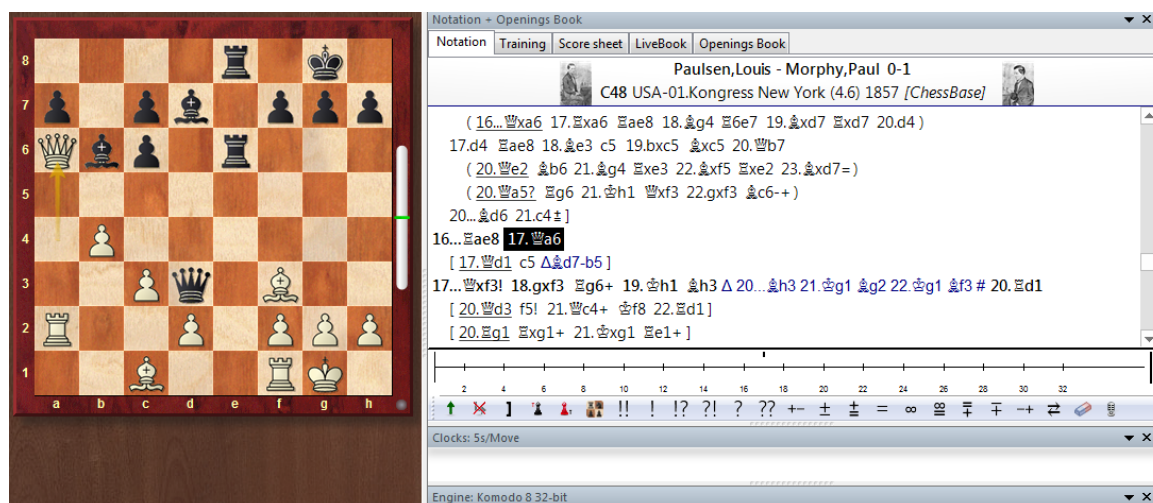 Notation + Openings Book
Notation Training Score sheet LiveBook Openings Book
Paulsen,Louis - Morphy,Paul 0-1
C48 USA-01.Kongress New York (4.6) 1857 [ChessBase]
( 16...♕xa6 17.♖xa6 ♖ae8 18.♗g4 ♖6e7 19.♗xd7 ♖xd7 20.d4 )
17.d4 ♖ae8 18.♗e3 c5 19.bxc5 ♗xc5 20.♕b7
( 20.♕e2 ♗b6 21.♗g4 ♖xe3 22.♗xf5 ♖xe2 23.♗xd7= )
( 20.♕a5? ♖g6 21.♔h1 ♕xf3 22.gxf3 ♗c6-+ )
20...♗d6 21.c4± ]
16...♖ae8 17.♕a6
[ 17.♕d1 c5 Δ♗d7-b5 ]
17...♕xf3! 18.gxf3 ♖g6+ 19.♔h1 ♗h3 Δ 20...♗h3 21.♔g1 ♗g2 22.♔g1 ♗f3 # 20.♖d1
[ 20.♕d3 f5! 21.♕c4+ ♔f8 22.♖d1 ]
[ 20.♖g1 ♖xg1+ 21.♔xg1 ♖e1+ ]
8
7
6
5
4
3
2
1
a b c d e f g h
2 4 6 8 10 12 14 16 18 20 22 24 26 28 30 32
] !! ! !? ?! ? ?? +- ± ⩲ = ∞ ⩱ ∓ -+ ⇄
Clocks: 5s/Move
Engine: Komodo 8 32-bit